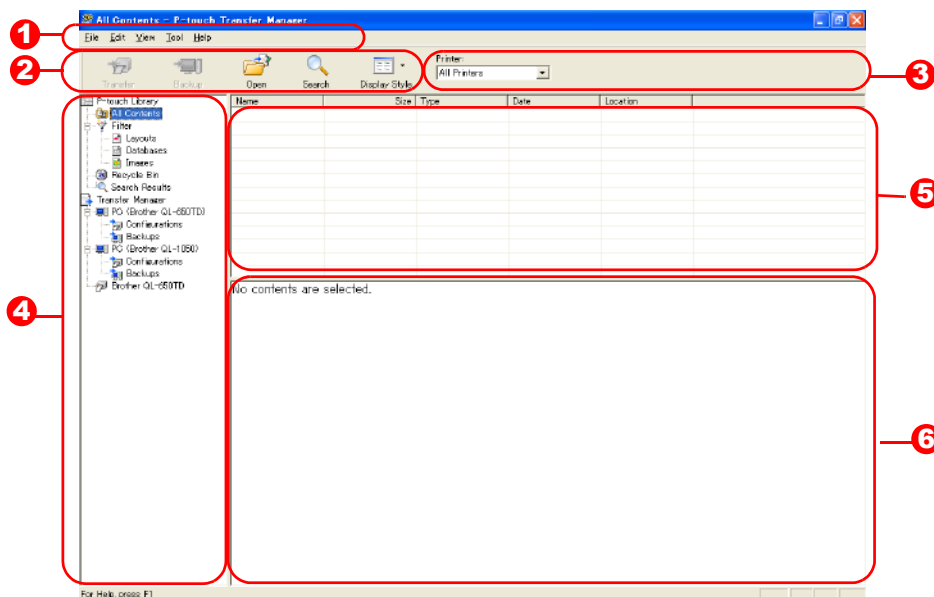 All Contents - P-touch Transfer Manager
1
File Edit View Tool Help
2
Transfer Backup Open Search Display Style
Printer:
All Printers
3
P-touch Library
All Contents
Filter
Layouts
Databases
Images
Recycle Bin
Search Results
Transfer Manager
PC (Brother QL-650TD)
Configurations
Backups
PC (Brother QL-1050)
Configurations
Backups
Brother QL-650TD
4
Name Size Type Date Location
5
No contents are selected.
6
For Help, press F1